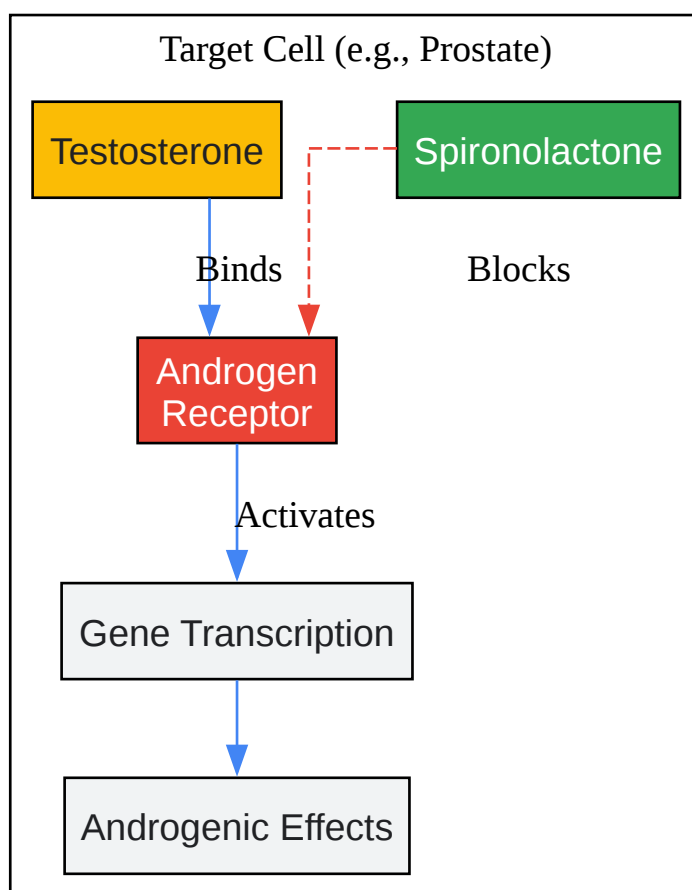 Target Cell (e.g., Prostate)
Testosterone
Spironolactone
Binds
Blocks
Androgen
Receptor
Activates
Gene Transcription
Androgenic Effects